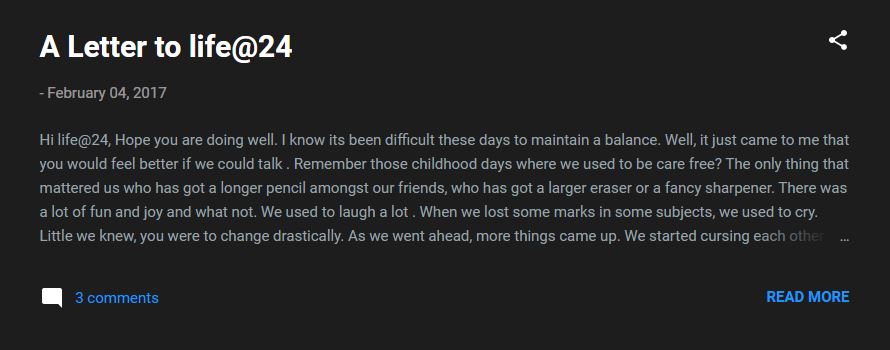 A Letter to life@24
- February 04, 2017
Hi life@24, Hope you are doing well. I know its been difficult these days to maintain a balance. Well, it just came to me that
you would feel better if we could talk . Remember those childhood days where we used to be care free? The only thing that
mattered us who has got a longer pencil amongst our friends, who has got a larger eraser or a fancy sharpener. There was
a lot of fun and joy and what not. We used to laugh a lot . When we lost some marks in some subjects, we used to cry.
Little we knew, you were to change drastically. As we went ahead, more things came up. We started cursing each other ...
3 comments
READ MORE